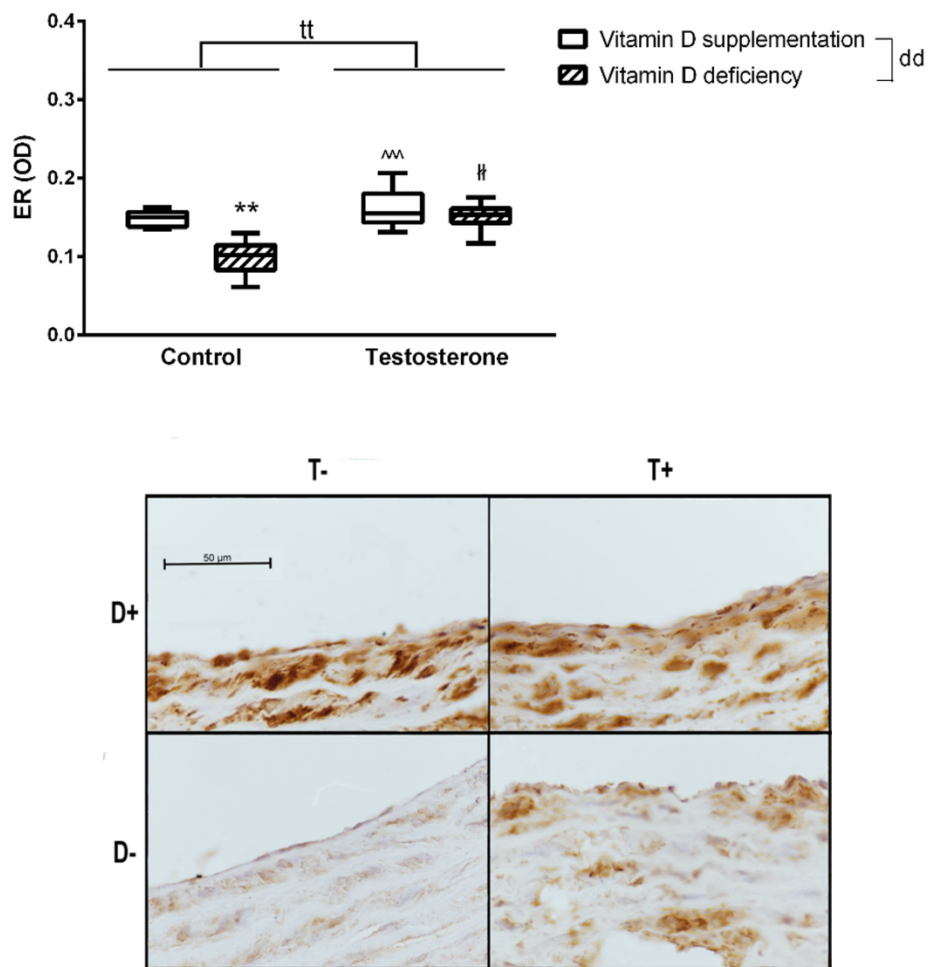 0.4
tt
Vitamin D supplementation
dd
Vitamin D deficiency
0.3
ER (OD)
0.2
^^^
**
0.1
0.0
Control
Testosterone
T-
T+
50 µm
D+
D-